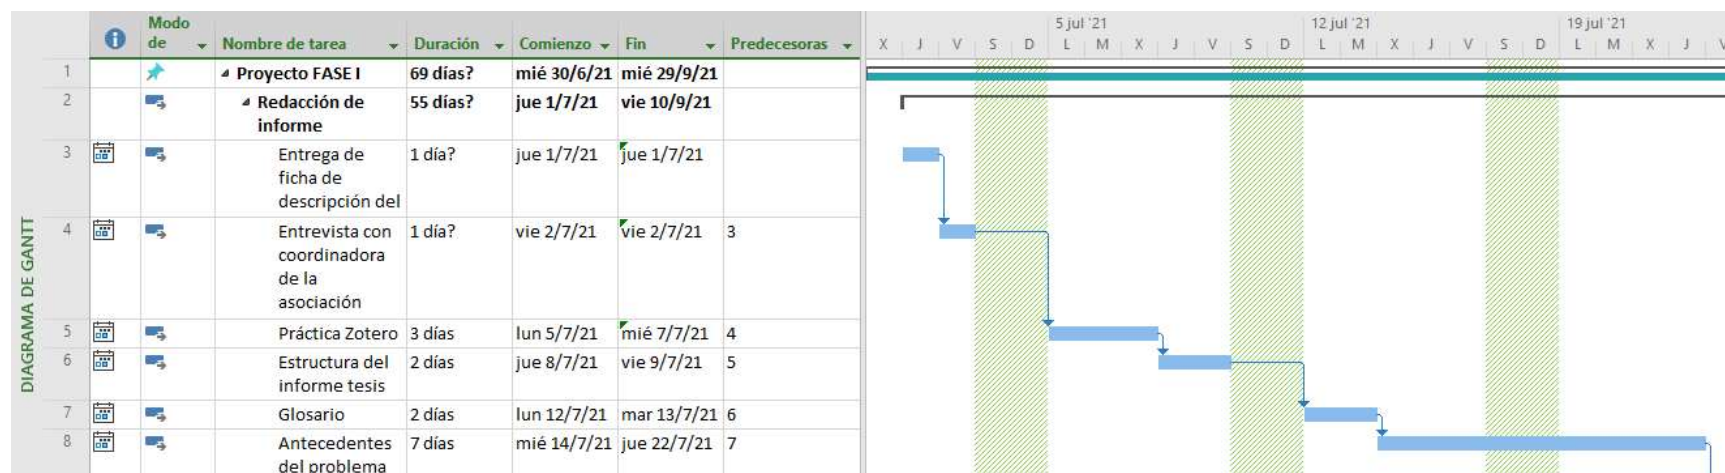 DIAGRAMA DE GANTT
Modo de
Nombre de tarea
Duración
Comienzo
Fin
Predecesoras
5 jul '21
12 jul '21
19 jul '21
X J V S D L M X J V S D L M X J V S D L M X J V
1 Proyecto FASE I 69 días? mié 30/6/21 mié 29/9/21
2 Redacción de 55 días? jue 1/7/21 vie 10/9/21
informe
3 Entrega de 1 día? jue 1/7/21 jue 1/7/21
ficha de
descripción del
4 Entrevista con 1 día? vie 2/7/21 vie 2/7/21 3
coordinadora
de la
asociación
5 Práctica Zotero 3 días lun 5/7/21 mié 7/7/21 4
6 Estructura del 2 días jue 8/7/21 vie 9/7/21 5
informe tesis
7 Glosario 2 días lun 12/7/21 mar 13/7/21 6
8 Antecedentes 7 días mié 14/7/21 jue 22/7/21 7
del problema